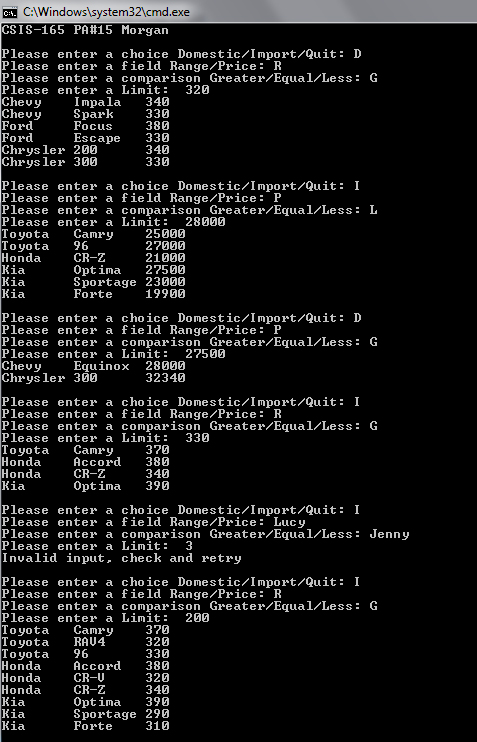 C:\Windows\system32\cmd.exe
CSIS-165 PA#15 Morgan
Please enter a choice Domestic/Import/Quit: D
Please enter a field Range/Price: R
Please enter a comparison Greater/Equal/Less: G
Please enter a Limit:  320
Chevy    Impala   340
Chevy    Spark    330
Ford     Focus    380
Ford     Escape   330
Chrysler 200      340
Chrysler 300      330
Please enter a choice Domestic/Import/Quit: I
Please enter a field Range/Price: P
Please enter a comparison Greater/Equal/Less: L
Please enter a Limit:  28000
Toyota   Camry    25000
Toyota   96       27000
Honda    CR-Z     21000
Kia      Optima   27500
Kia      Sportage 23000
Kia      Forte    19900
Please enter a choice Domestic/Import/Quit: D
Please enter a field Range/Price: P
Please enter a comparison Greater/Equal/Less: G
Please enter a Limit:  27500
Chevy    Equinox  28000
Chrysler 300      32340
Please enter a choice Domestic/Import/Quit: I
Please enter a field Range/Price: R
Please enter a comparison Greater/Equal/Less: G
Please enter a Limit:  330
Toyota   Camry    370
Honda    Accord   380
Honda    CR-Z     340
Kia      Optima   390
Please enter a choice Domestic/Import/Quit: I
Please enter a field Range/Price: Lucy
Please enter a comparison Greater/Equal/Less: Jenny
Please enter a Limit:  3
Invalid input, check and retry
Please enter a choice Domestic/Import/Quit: I
Please enter a field Range/Price: R
Please enter a comparison Greater/Equal/Less: G
Please enter a Limit:  200
Toyota   Camry    370
Toyota   RAV4     320
Toyota   96       330
Honda    Accord   380
Honda    CR-V     320
Honda    CR-Z     340
Kia      Optima   390
Kia      Sportage 290
Kia      Forte    310